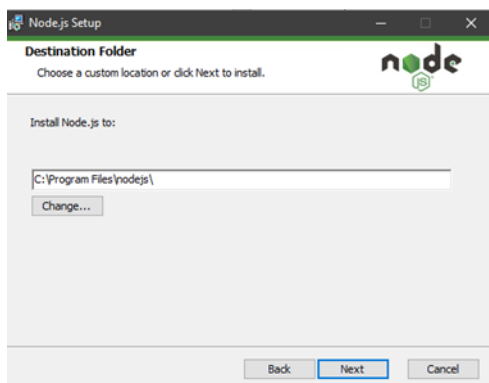 Node.js Setup
Destination Folder
Choose a custom location or click Next to install.
node
JS
Install Node.js to:
C:\Program Files\nodejs\
Change...
Back Next Cancel